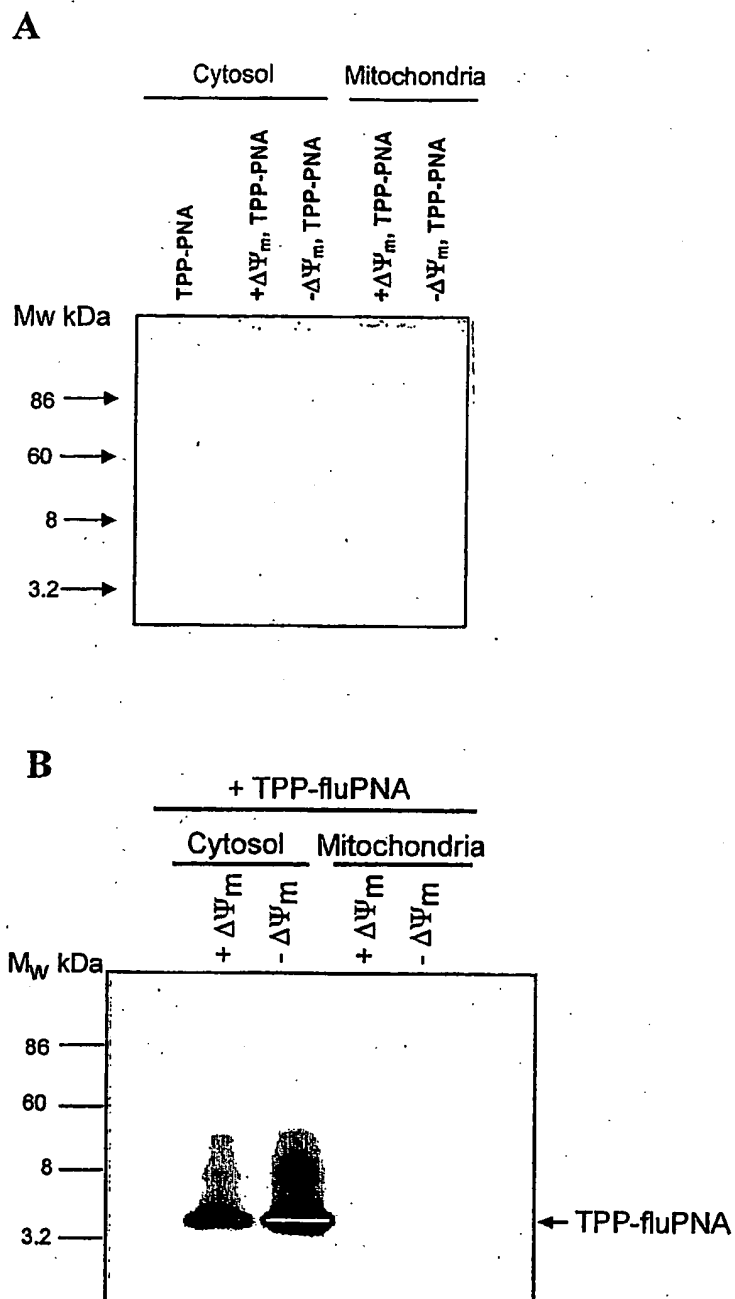 A
Cytosol Mitochondria
TPP-PNA
+ΔΨm, TPP-PNA
-ΔΨm, TPP-PNA
+ΔΨm, TPP-PNA
-ΔΨm, TPP-PNA
Mw kDa
86
60
8
3.2
B
+ TPP-fluPNA
Cytosol Mitochondria
+ ΔΨm
- ΔΨm
+ ΔΨm
- ΔΨm
Mw kDa
86
60
8
TPP-fluPNA
3.2